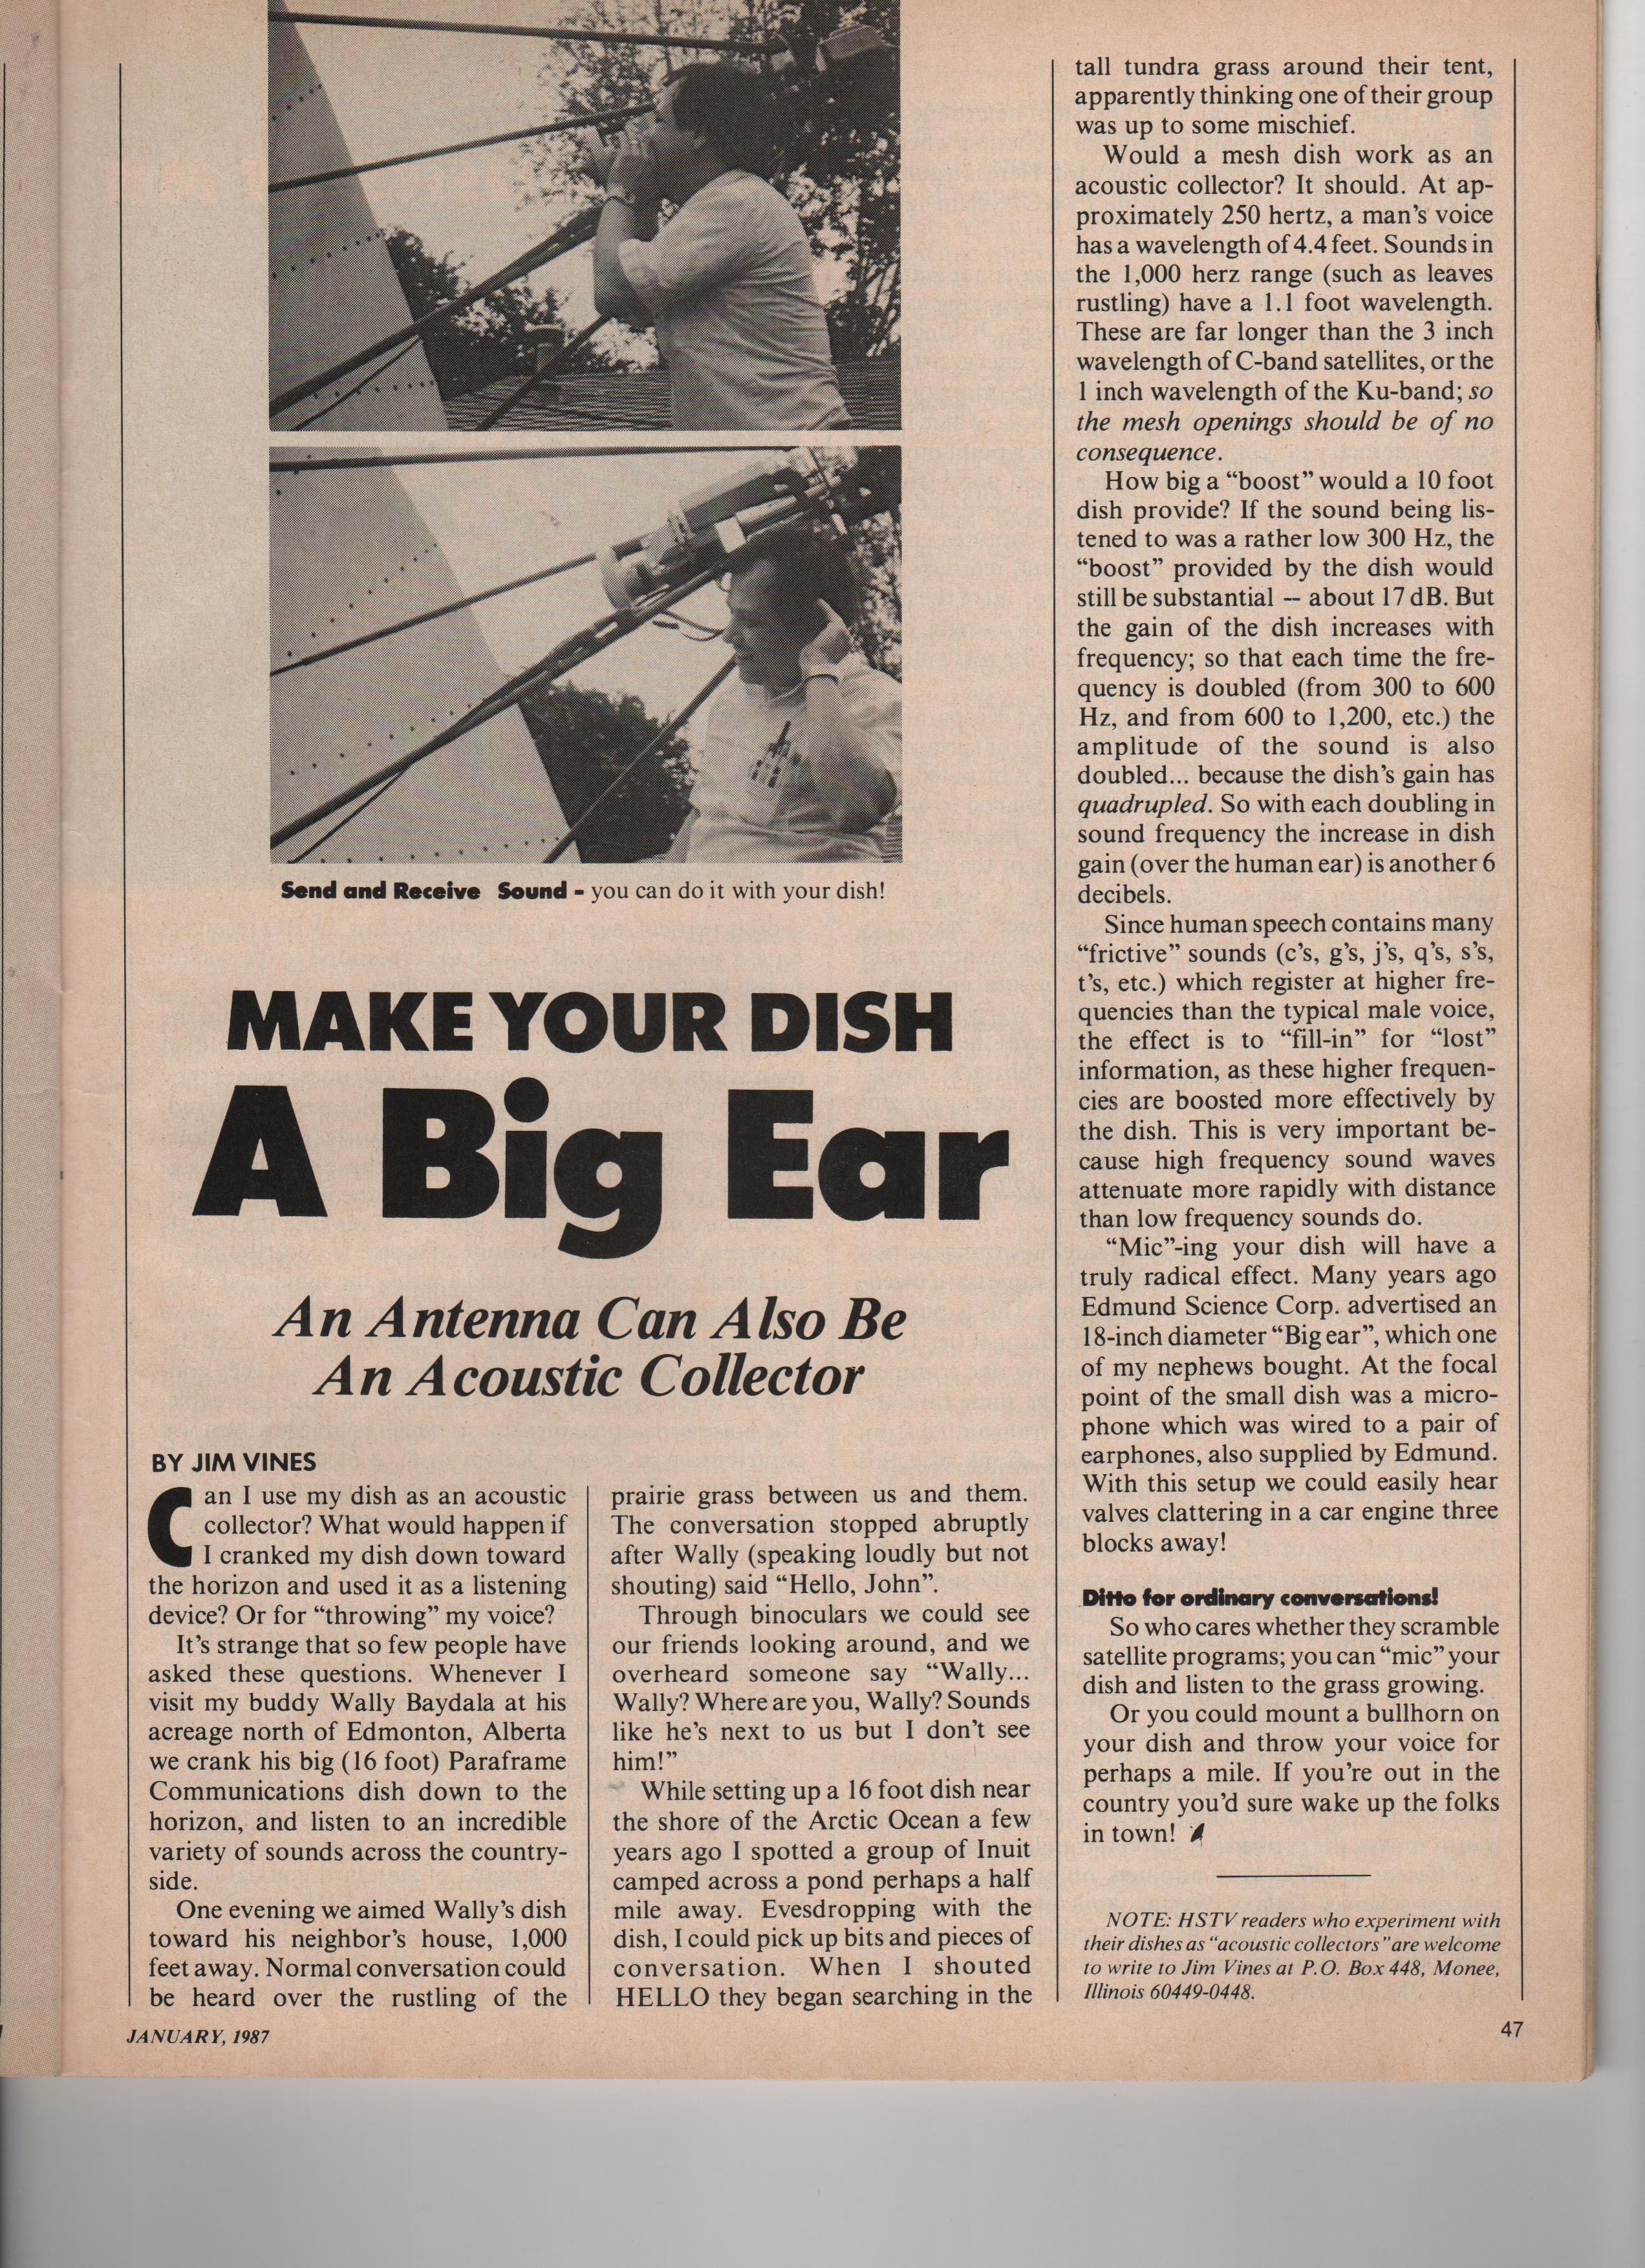 Send and Receive Sound - you can do it with your dish!
MAKE YOUR DISH
A Big Ear
An Antenna Can Also Be
An Acoustic Collector
BY JIM VINES
Can I use my dish as an acoustic
collector? What would happen if
I cranked my dish down toward
the horizon and used it as a listening
device? Or for “throwing” my voice?
It's strange that so few people have
asked these questions. Whenever I
visit my buddy Wally Baydala at his
acreage north of Edmonton, Alberta
we crank his big (16 foot) Paraframe
Communications dish down to the
horizon, and listen to an incredible
variety of sounds across the country-
side.
One evening we aimed Wally's dish
toward his neighbor's house, 1,000
feet away. Normal conversation could
be heard over the rustling of the
prairie grass between us and them.
The conversation stopped abruptly
after Wally (speaking loudly but not
shouting) said “Hello, John”.
Through binoculars we could see
our friends looking around, and we
overheard someone say “Wally...
Wally? Where are you, Wally? Sounds
like he's next to us but I don't see
him!”
While setting up a 16 foot dish near
the shore of the Arctic Ocean a few
years ago I spotted a group of Inuit
camped across a pond perhaps a half
mile away. Evesdropping with the
dish, I could pick up bits and pieces of
conversation. When I shouted
HELLO they began searching in the
tall tundra grass around their tent,
apparently thinking one of their group
was up to some mischief.
Would a mesh dish work as an
acoustic collector? It should. At ap-
proximately 250 hertz, a man's voice
has a wavelength of 4.4 feet. Sounds in
the 1,000 herz range (such as leaves
rustling) have a 1.1 foot wavelength.
These are far longer than the 3 inch
wavelength of C-band satellites, or the
1 inch wavelength of the Ku-band; so
the mesh openings should be of no
consequence.
How big a “boost” would a 10 foot
dish provide? If the sound being lis-
tened to was a rather low 300 Hz, the
“boost” provided by the dish would
still be substantial -- about 17 dB. But
the gain of the dish increases with
frequency; so that each time the fre-
quency is doubled (from 300 to 600
Hz, and from 600 to 1,200, etc.) the
amplitude of the sound is also
doubled... because the dish's gain has
quadrupled. So with each doubling in
sound frequency the increase in dish
gain (over the human ear) is another 6
decibels.
Since human speech contains many
“frictive” sounds (c's, g's, j's, q's, s's,
t's, etc.) which register at higher fre-
quencies than the typical male voice,
the effect is to “fill-in” for “lost”
information, as these higher frequen-
cies are boosted more effectively by
the dish. This is very important be-
cause high frequency sound waves
attenuate more rapidly with distance
than low frequency sounds do.
“Mic”-ing your dish will have a
truly radical effect. Many years ago
Edmund Science Corp. advertised an
18-inch diameter “Big ear”, which one
of my nephews bought. At the focal
point of the small dish was a micro-
phone which was wired to a pair of
earphones, also supplied by Edmund.
With this setup we could easily hear
valves clattering in a car engine three
blocks away!
Ditto for ordinary conversations!
So who cares whether they scramble
satellite programs; you can “mic” your
dish and listen to the grass growing.
Or you could mount a bullhorn on
your dish and throw your voice for
perhaps a mile. If you're out in the
country you'd sure wake up the folks
in town!
NOTE: HSTV readers who experiment with
their dishes as “acoustic collectors” are welcome
to write to Jim Vines at P.O. Box 448, Monee,
Illinois 60449-0448.
JANUARY, 1987
47